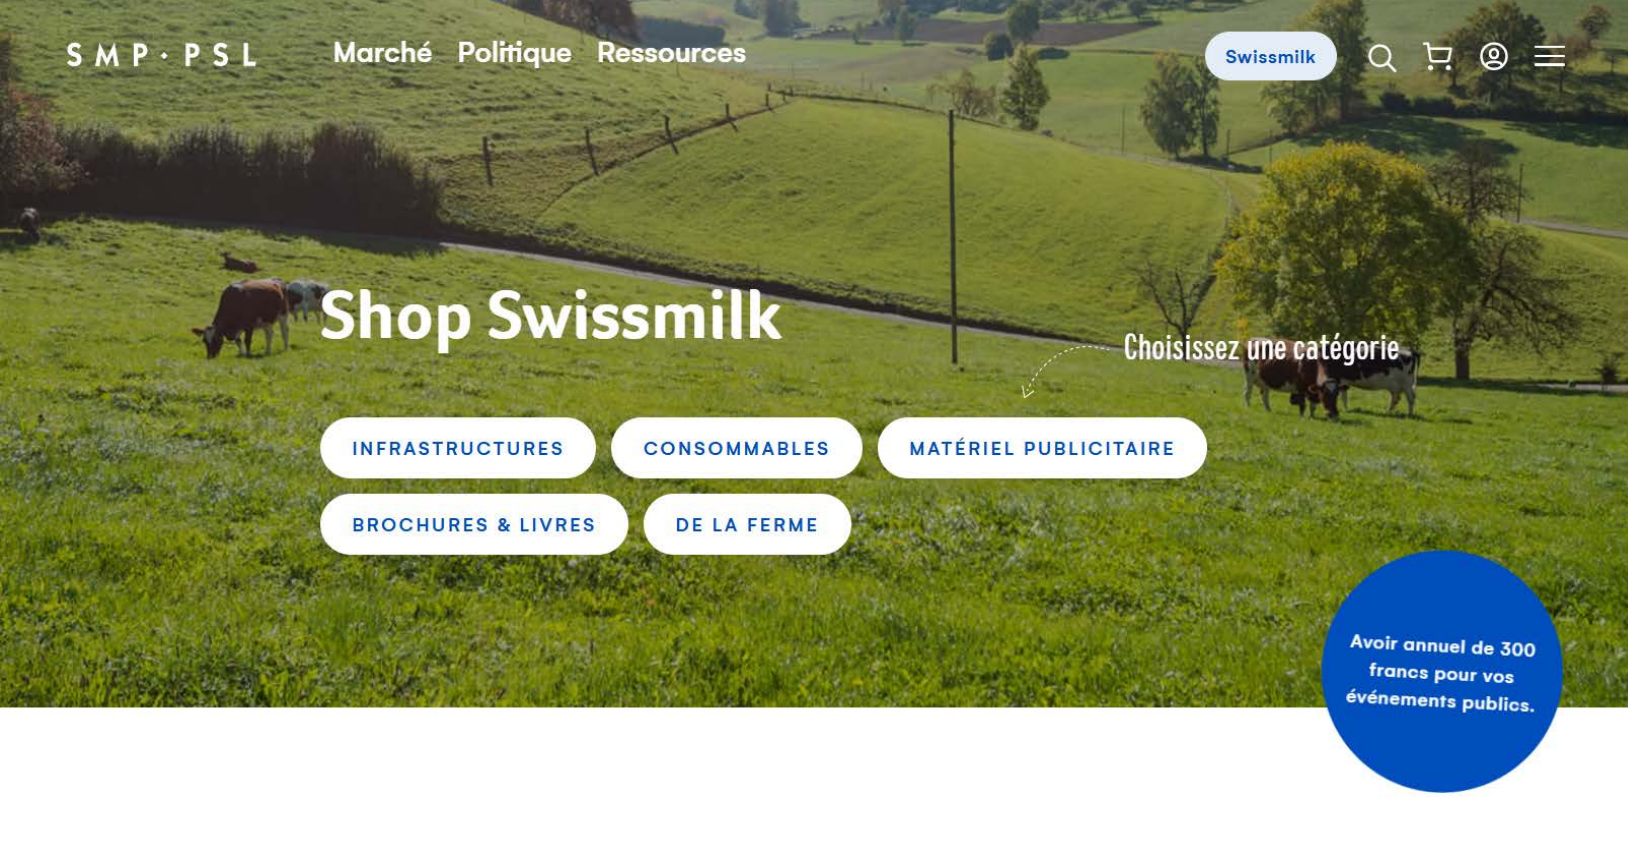 SMP·PSL
Marché Politique Ressources
Swissmilk
Shop Swissmilk
Choisissez une catégorie
INFRASTRUCTURES
CONSOMMABLES
MATÉRIEL PUBLICITAIRE
BROCHURES & LIVRES
DE LA FERME
Avoir annuel de 300
francs pour vos
événements publics.